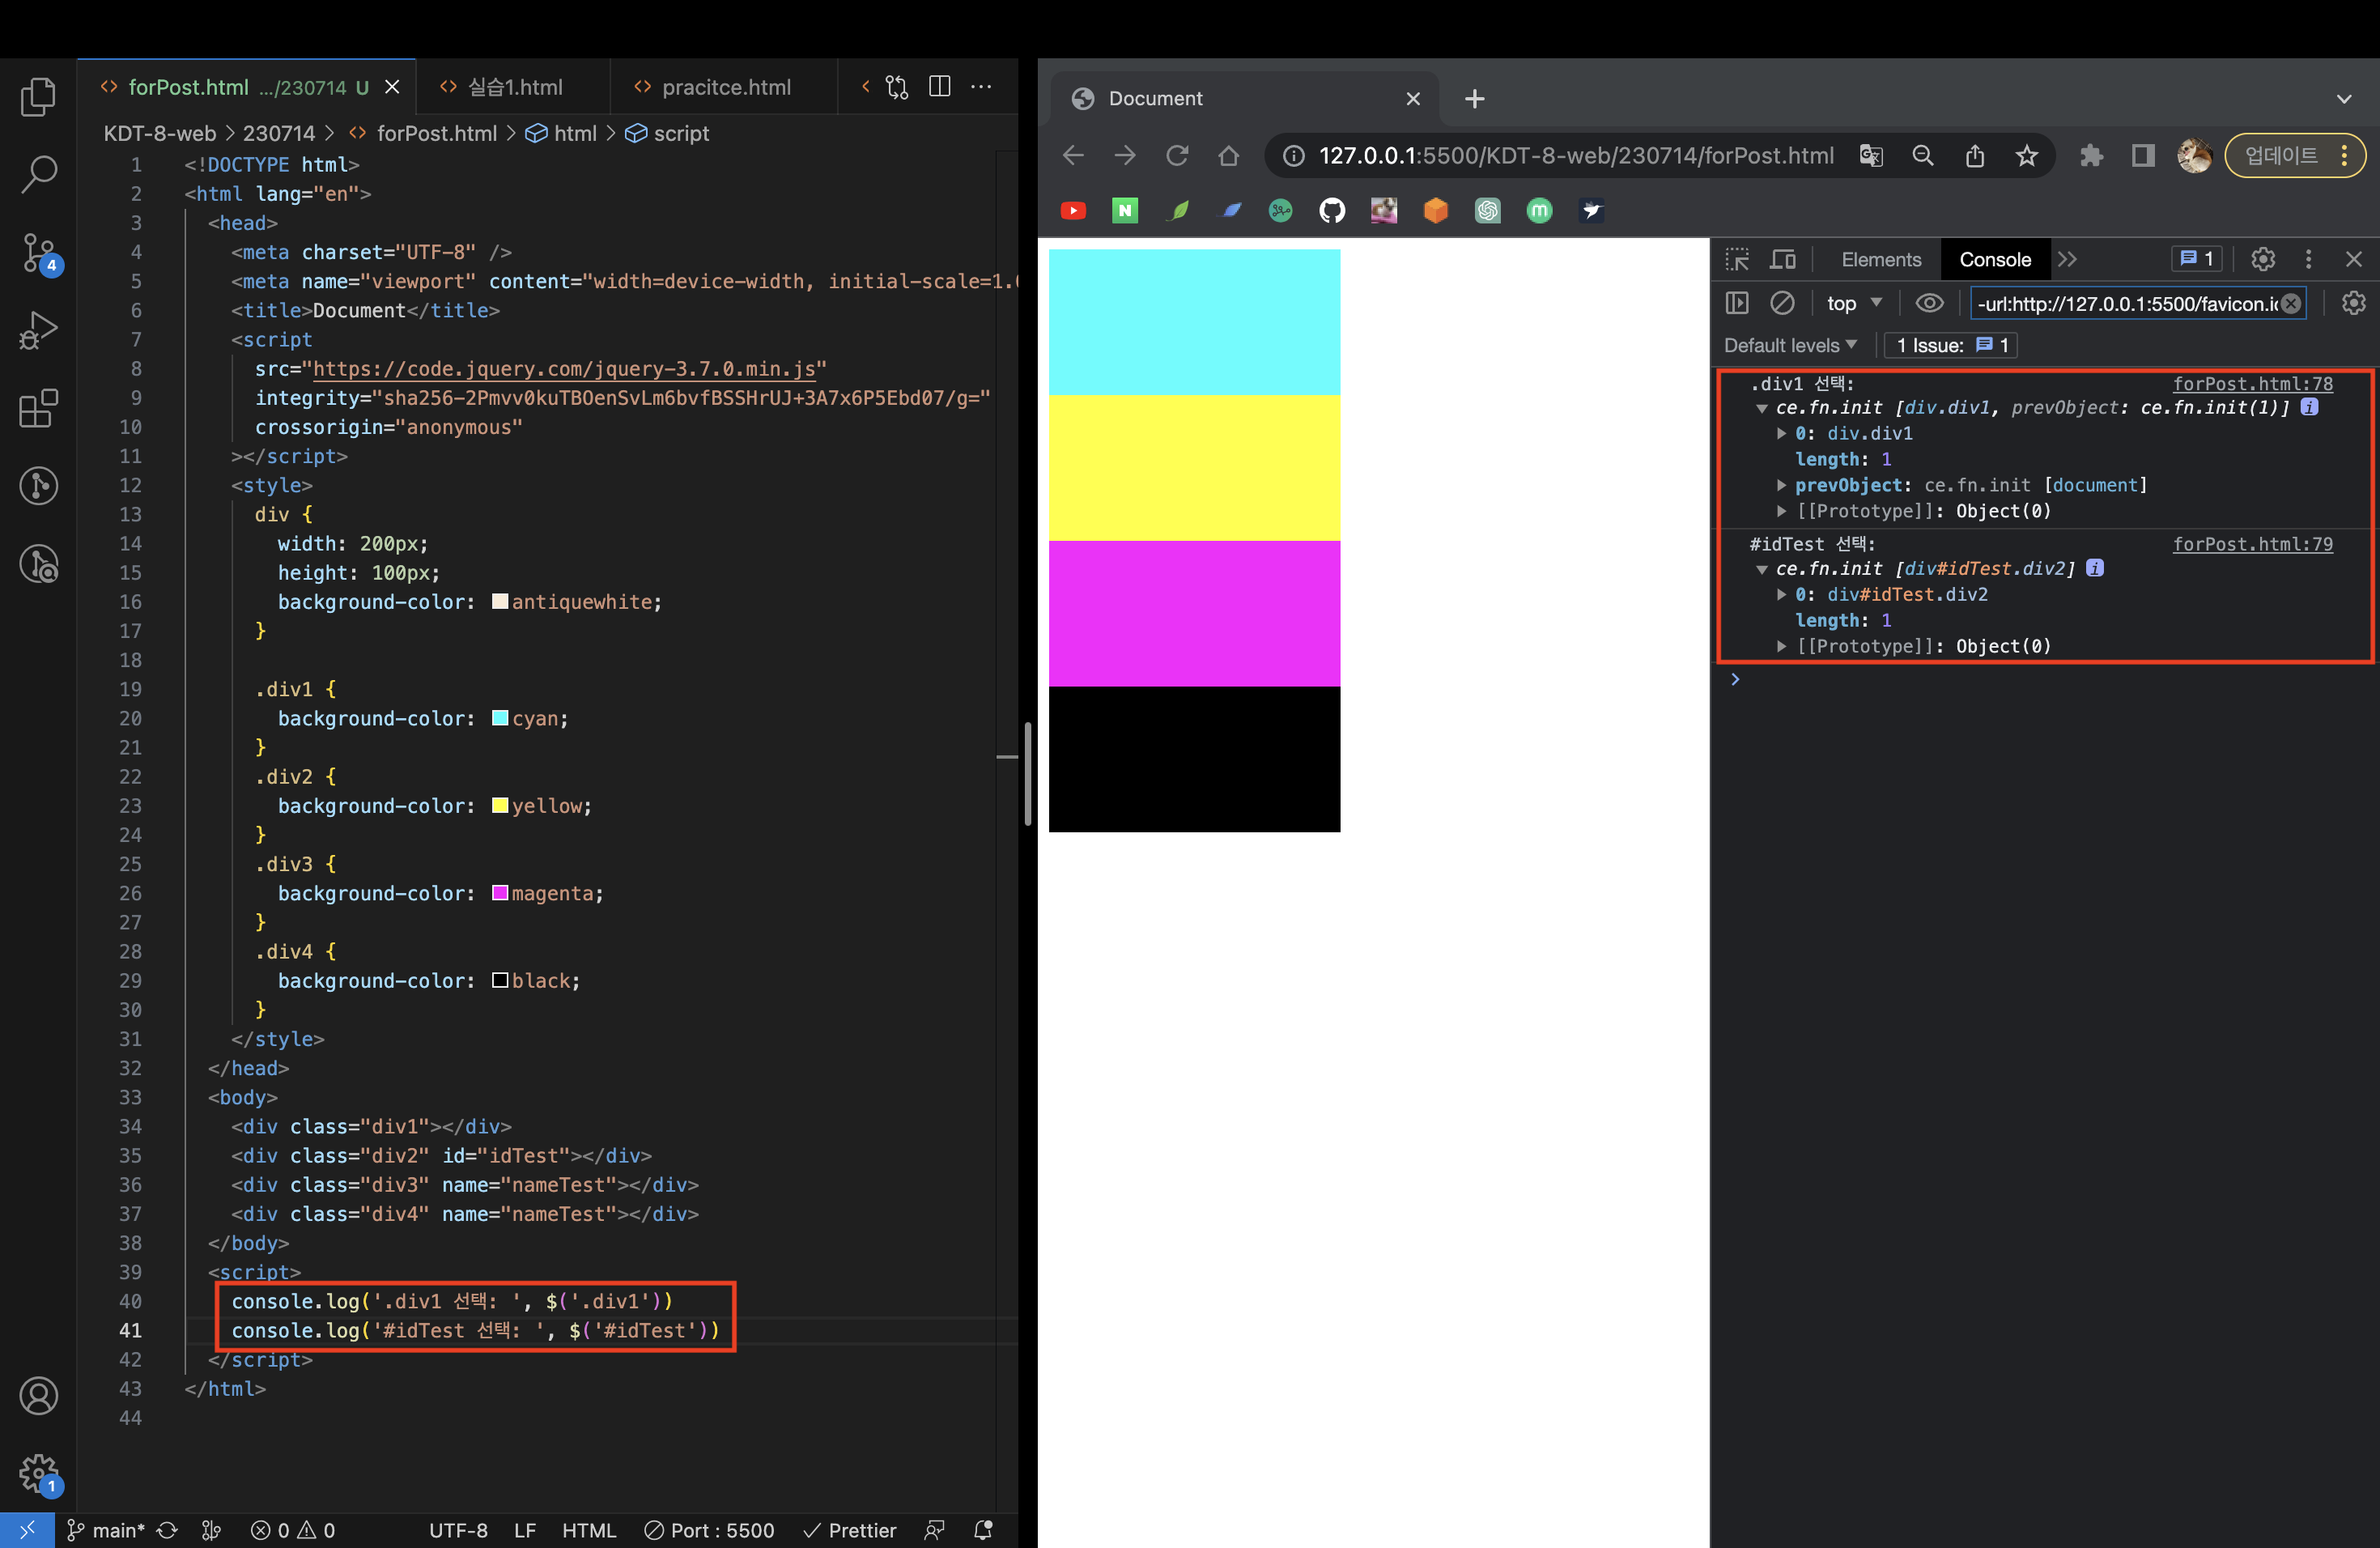 forPost.html .../230714 U
실습1.html
pracitce.html
KDT-8-web > 230714 > forPost.html > html > script
1 <!DOCTYPE html>
2 <html lang="en">
3 <head>
4 <meta charset="UTF-8" />
5 <meta name="viewport" content="width=device-width, initial-scale=1.
6 <title>Document</title>
7 <script
8 src="https://code.jquery.com/jquery-3.7.0.min.js"
9 integrity="sha256-2Pmvv0kuTBOenSvLm6bvfBSSHrUJ+3A7x6P5Ebd07/g="
10 crossorigin="anonymous"
11 ></script>
12 <style>
13 div {
14 width: 200px;
15 height: 100px;
16 background-color: antiquewhite;
17 }
18
19 .div1 {
20 background-color: cyan;
21 }
22 .div2 {
23 background-color: yellow;
24 }
25 .div3 {
26 background-color: magenta;
27 }
28 .div4 {
29 background-color: black;
30 }
31 </style>
32 </head>
33 <body>
34 <div class="div1"></div>
35 <div class="div2" id="idTest"></div>
36 <div class="div3" name="nameTest"></div>
37 <div class="div4" name="nameTest"></div>
38 </body>
39 <script>
40 console.log('.div1 선택: ', $('.div1'))
41 console.log('#idTest 선택: ', $('#idTest'))
42 </script>
43 </html>
44
4
1
main* 0 0 UTF-8 LF HTML Port : 5500 Prettier
Document
127.0.0.1:5500/KDT-8-web/230714/forPost.html
업데이트
N
m
Elements Console 1
top -url:http://127.0.0.1:5500/favicon.ic
Default levels 1 Issue: 1
.div1 선택: forPost.html:78
ce.fn.init [div.div1, prevObject: ce.fn.init(1)] i
0: div.div1
length: 1
prevObject: ce.fn.init [document]
[[Prototype]]: Object(0)
#idTest 선택: forPost.html:79
ce.fn.init [div#idTest.div2] i
0: div#idTest.div2
length: 1
[[Prototype]]: Object(0)